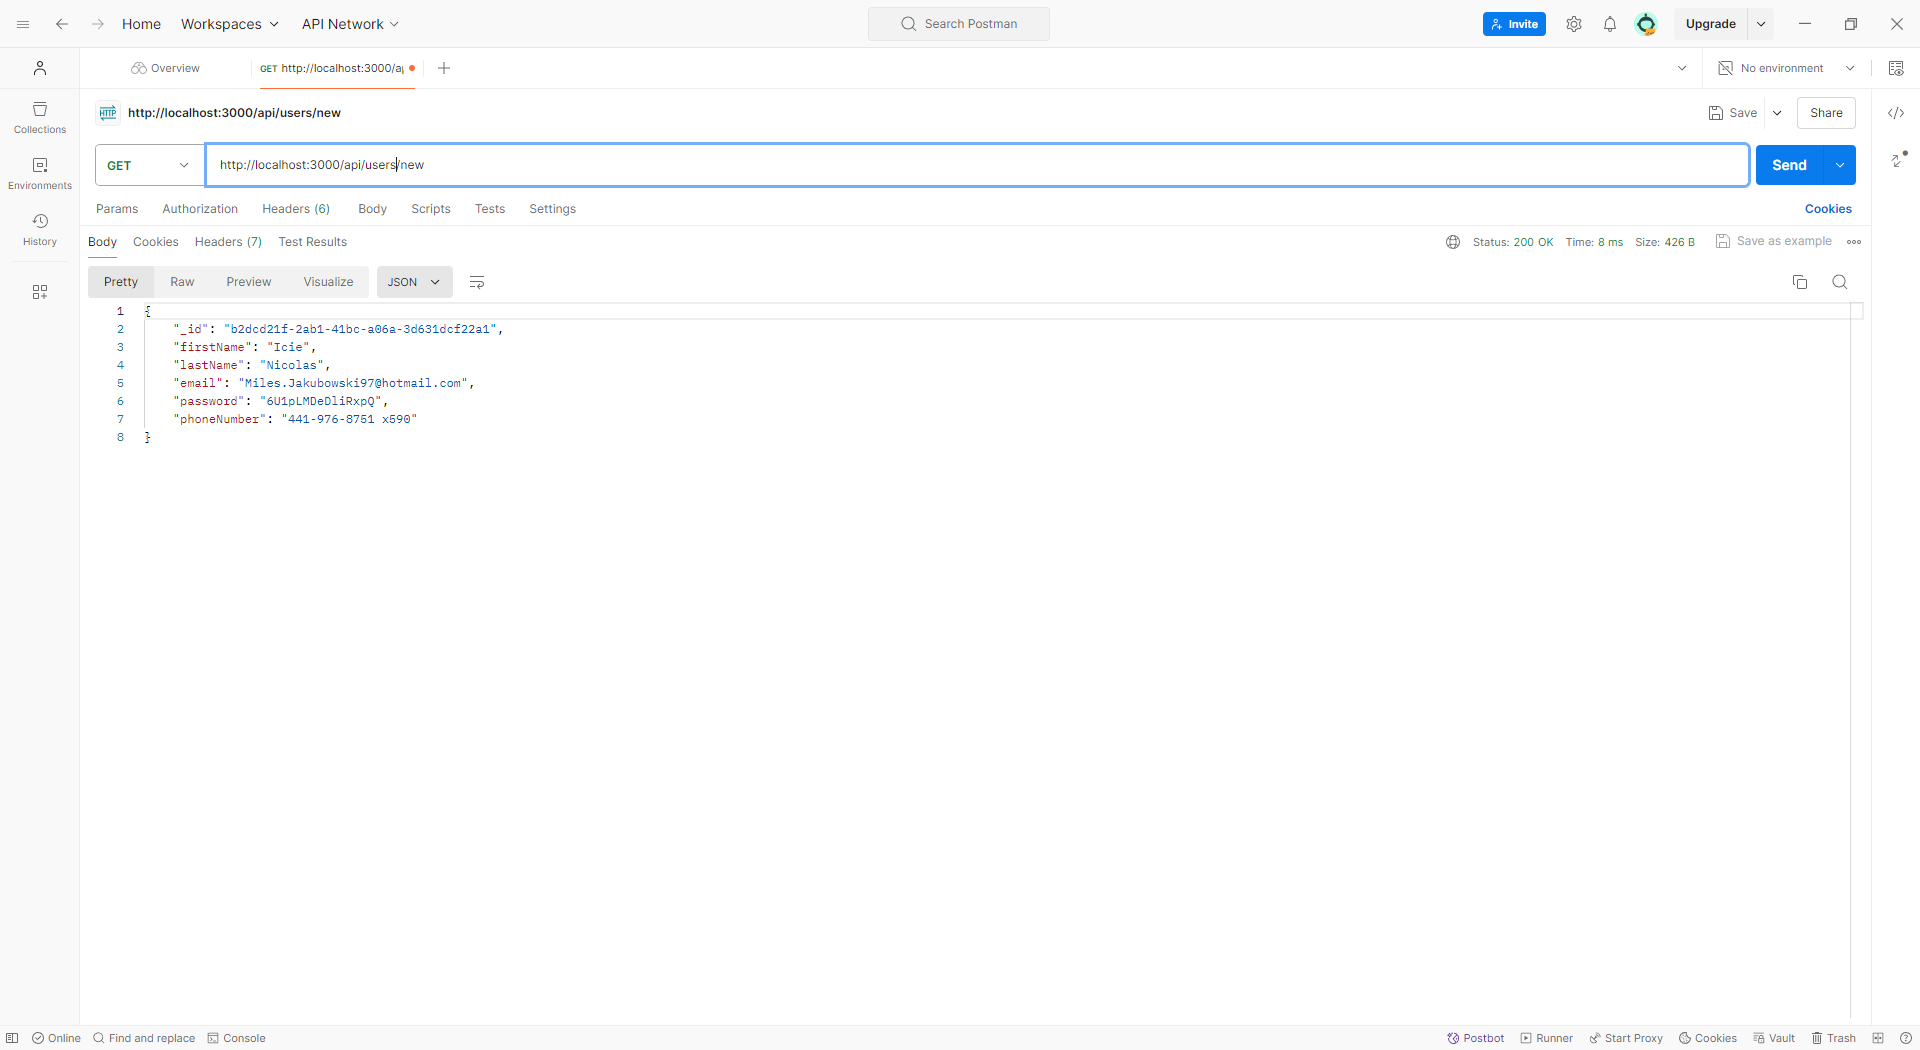 Home Workspaces API Network Search Postman Invite Upgrade
Overview GET http://localhost:3000/a No environment
HTTP http://localhost:3000/api/users/new Save Share
GET http://localhost:3000/api/users/new Send
Params Authorization Headers (6) Body Scripts Tests Settings Cookies
Body Cookies Headers (7) Test Results Status: 200 OK Time: 8 ms Size: 426 B Save as example
Pretty Raw Preview Visualize JSON
1 {
2 "_id": "b2dcd21f-2ab1-41bc-a06a-3d631dcf22a1",
3 "firstName": "Icie",
4 "lastName": "Nicolas",
5 "email": "Miles.Jakubowski97@hotmail.com",
6 "password": "6U1pLMDeDliRxpQ",
7 "phoneNumber": "441-976-8751 x590"
8 }
Collections
Environments
History
Online Find and replace Console Postbot Runner Start Proxy Cookies Vault Trash